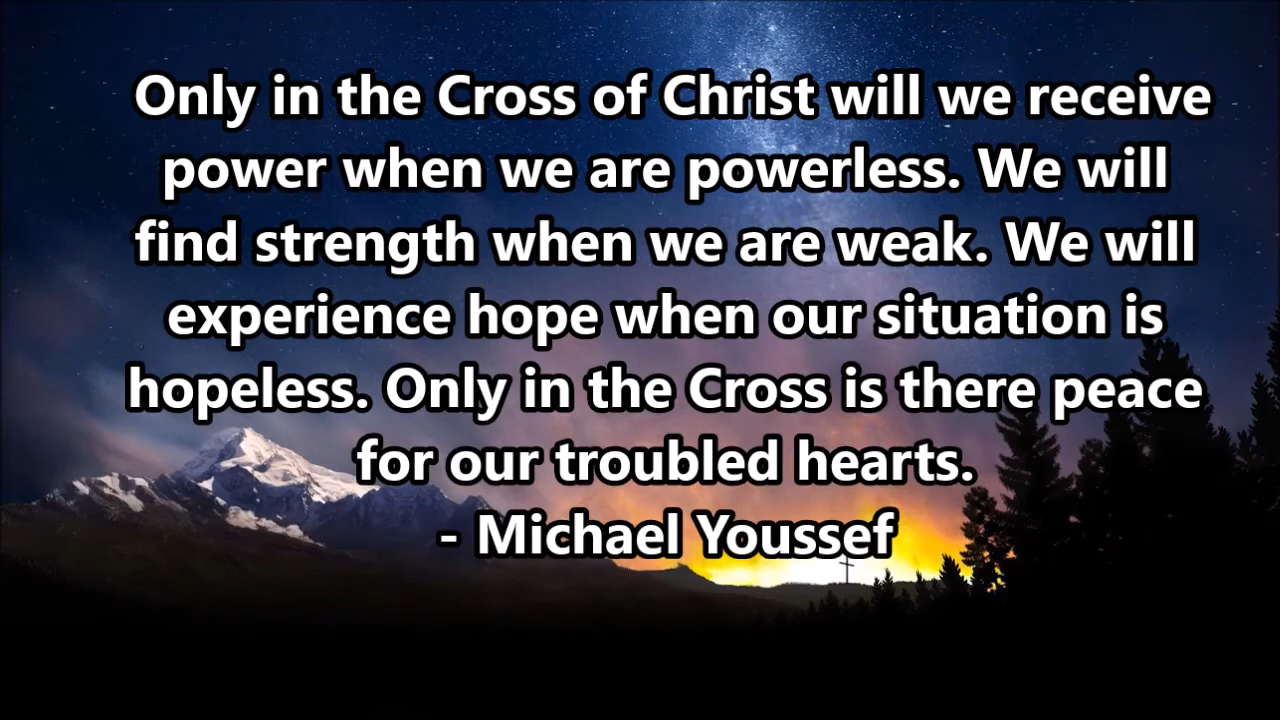 Only in the Cross of Christ will we receive
power when we are powerless. We will
find strength when we are weak. We will
experience hope when our situation is
hopeless. Only in the Cross is there peace
for our troubled hearts.
- Michael Youssef